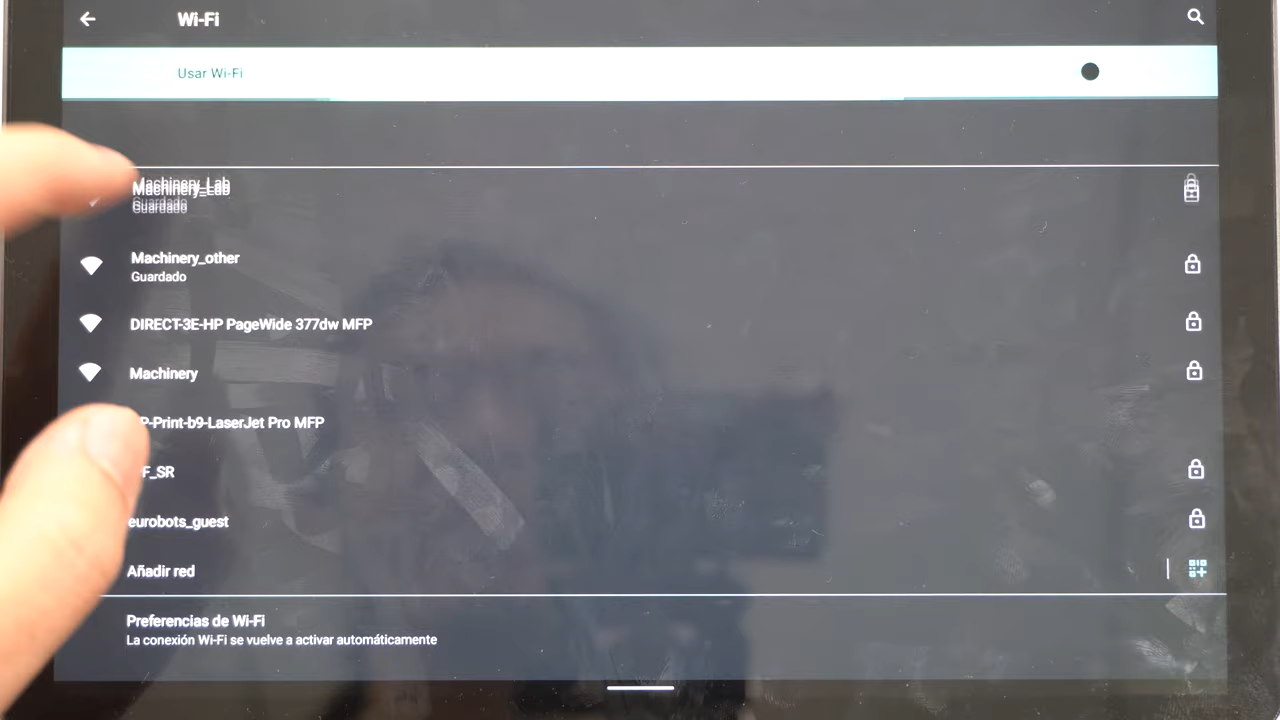 Wi-Fi
Usar Wi-Fi
Machinery_Lab
Guardado
Machinery_other
Guardado
DIRECT-3E-HP PageWide 377dw MFP
Machinery
P-Print-b9-LaserJet Pro MFP
F_SR
eurobots_guest
Añadir red
Preferencias de Wi-Fi
La conexión Wi-Fi se vuelve a activar automáticamente